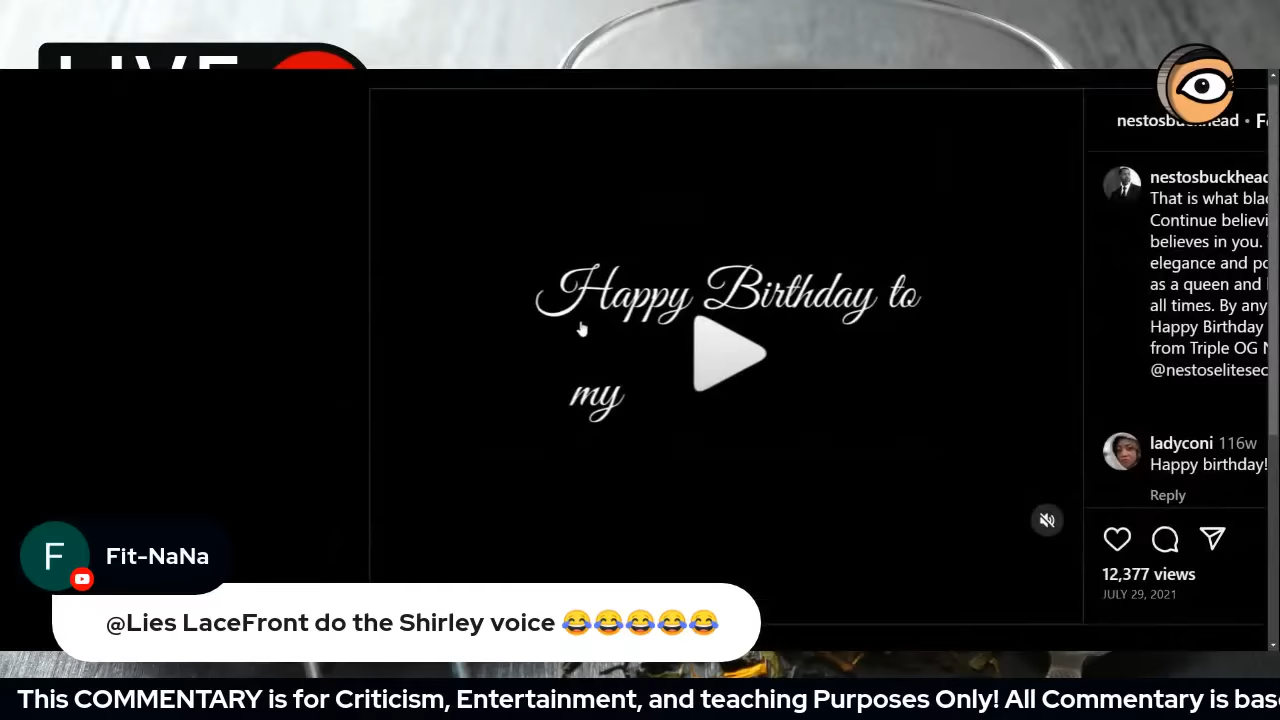 LIVE
nestosbuckhead •
nestosbuckhead
That is what
Continue
believes in you.
elegance and
as a queen and
all times. By any
Happy Birthday
from Triple OG
@nestoselitesec
Happy Birthday to
my
ladyconi 116w
Happy birthday!
Reply
12,377 views
JULY 29, 2021
F
Fit-NaNa
@Lies LaceFront do the Shirley voice 😂😂😂😂😂
This COMMENTARY is for Criticism, Entertainment, and teaching Purposes Only! All Commentary is bas